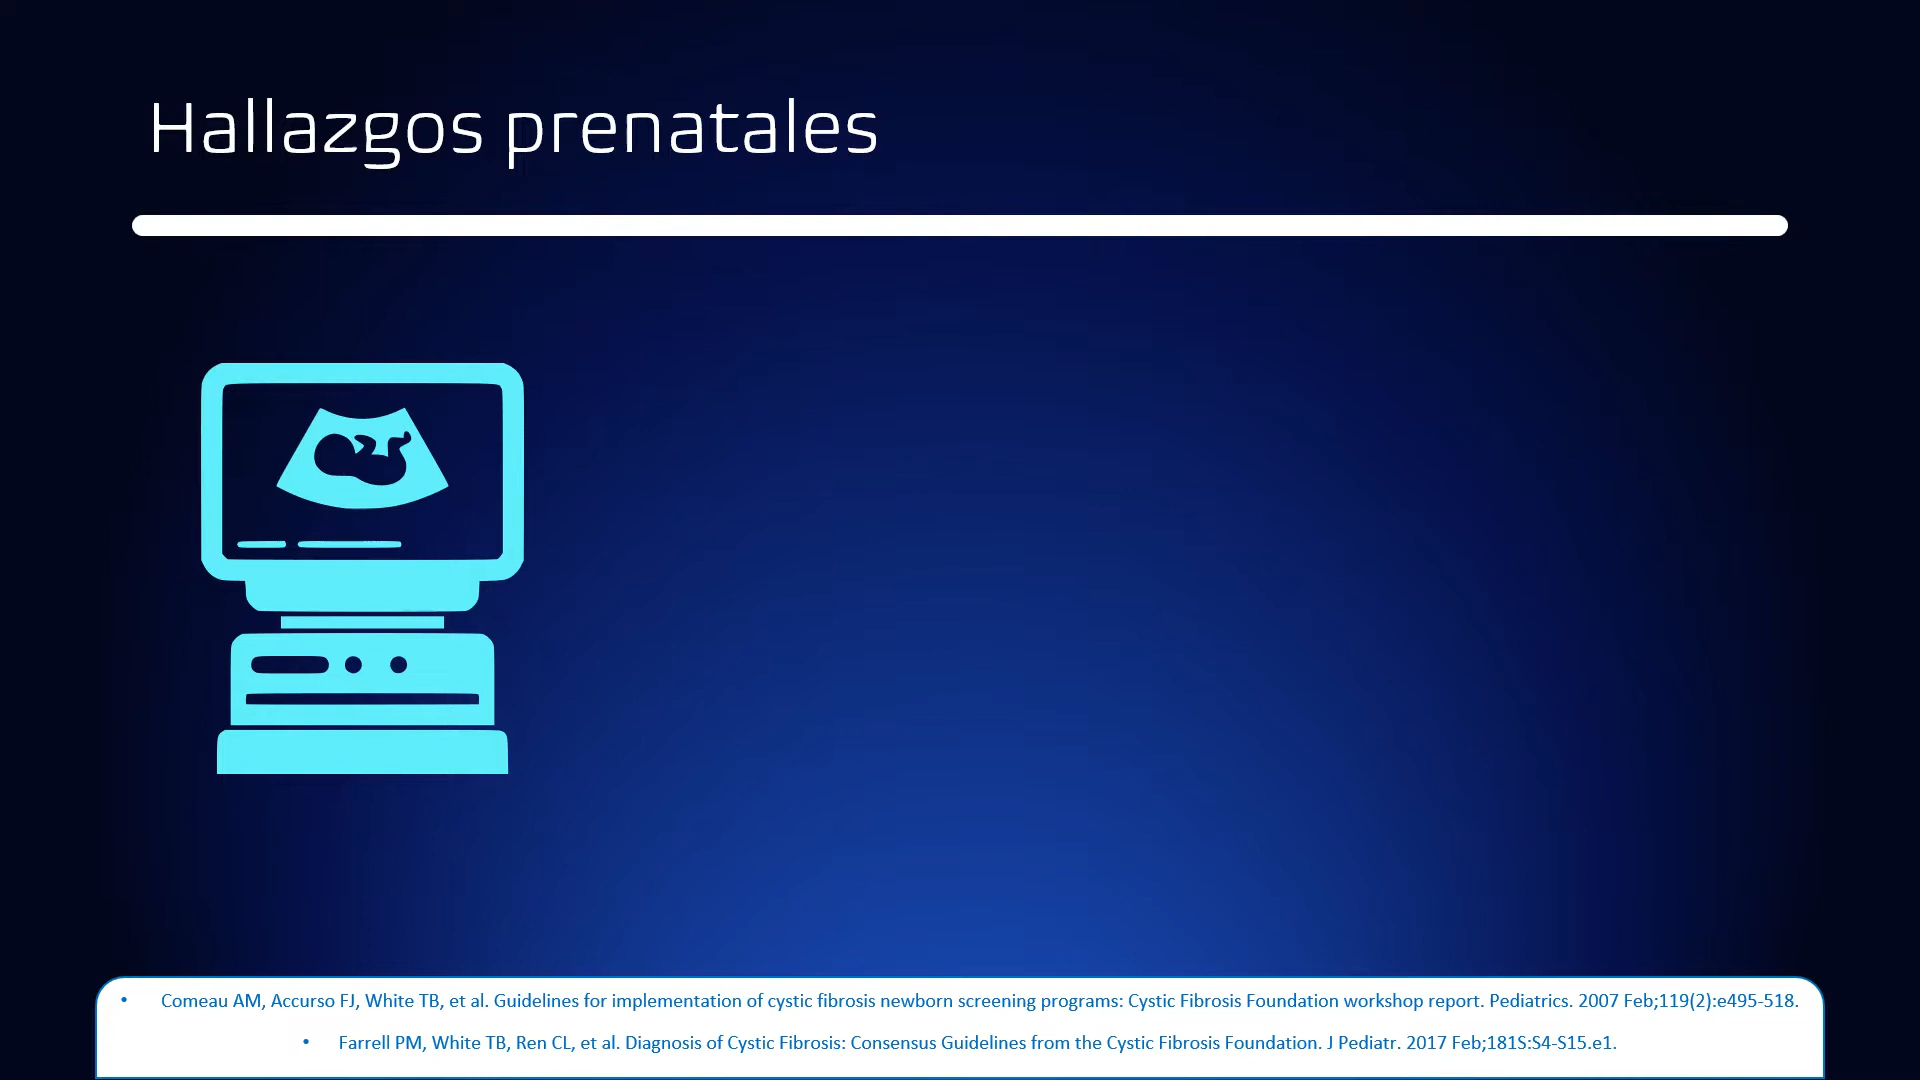 Hallazgos prenatales
• Comeau AM, Accurso FJ, White TB, et al. Guidelines for implementation of cystic fibrosis newborn screening programs: Cystic Fibrosis Foundation workshop report. Pediatrics. 2007 Feb;119(2):e495-518.
• Farrell PM, White TB, Ren CL, et al. Diagnosis of Cystic Fibrosis: Consensus Guidelines from the Cystic Fibrosis Foundation. J Pediatr. 2017 Feb;181S:S4-S15.e1.